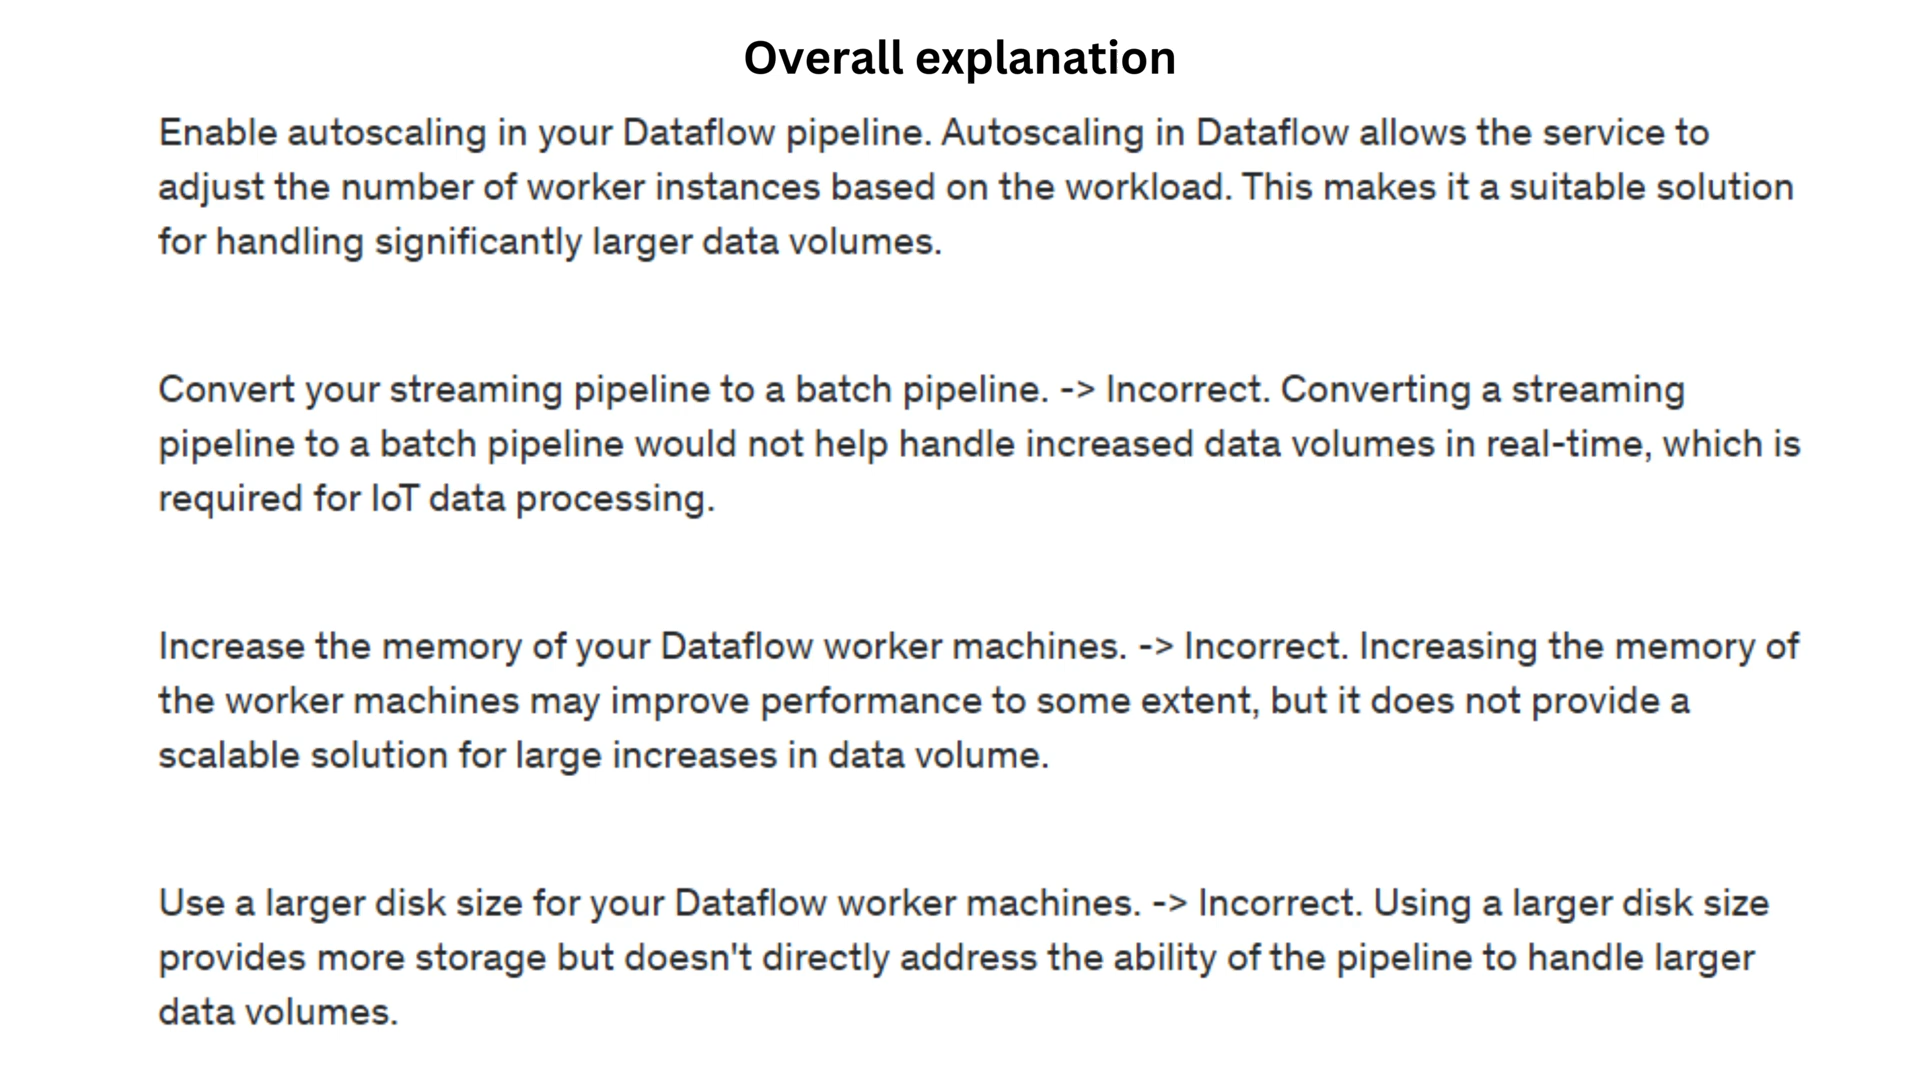 Overall explanation
Enable autoscaling in your Dataflow pipeline. Autoscaling in Dataflow allows the service to
adjust the number of worker instances based on the workload. This makes it a suitable solution
for handling significantly larger data volumes.
Convert your streaming pipeline to a batch pipeline. -> Incorrect. Converting a streaming
pipeline to a batch pipeline would not help handle increased data volumes in real-time, which is
required for IoT data processing.
Increase the memory of your Dataflow worker machines. -> Incorrect. Increasing the memory of
the worker machines may improve performance to some extent, but it does not provide a
scalable solution for large increases in data volume.
Use a larger disk size for your Dataflow worker machines. -> Incorrect. Using a larger disk size
provides more storage but doesn't directly address the ability of the pipeline to handle larger
data volumes.